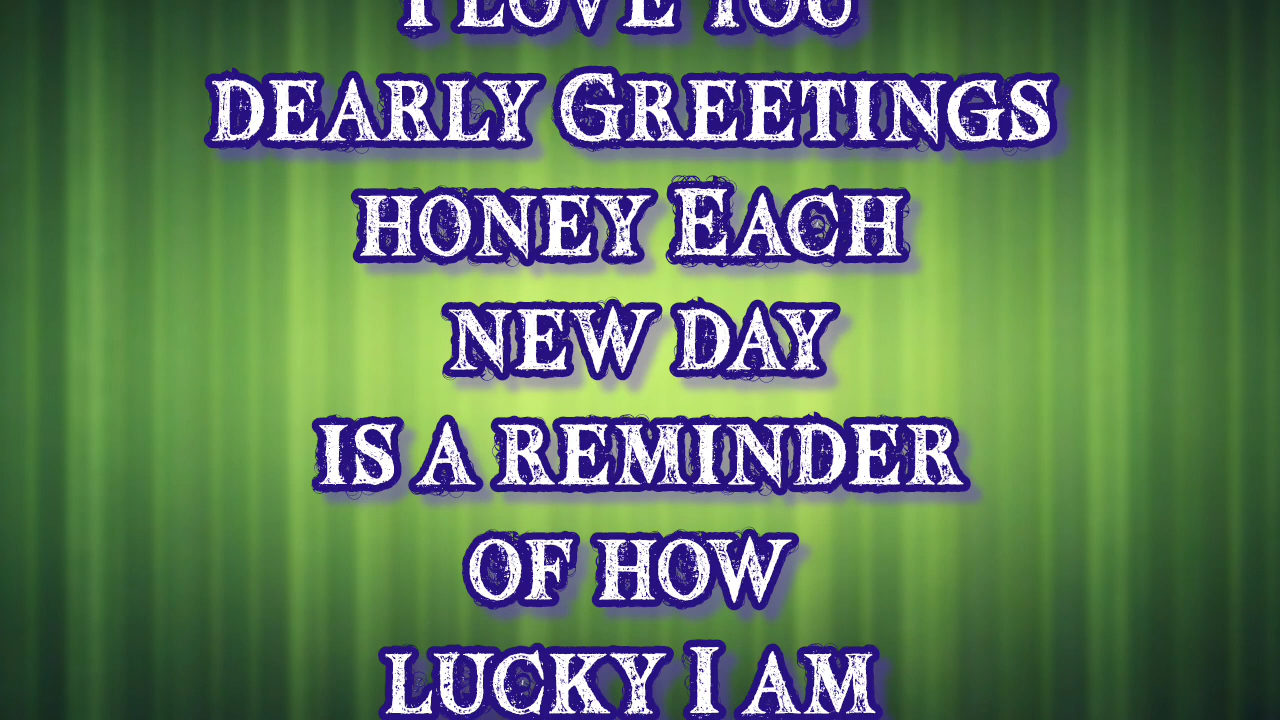 I LOVE YOU
DEARLY GREETINGS
HONEY EACH
NEW DAY
IS A REMINDER
OF HOW
LUCKY I AM